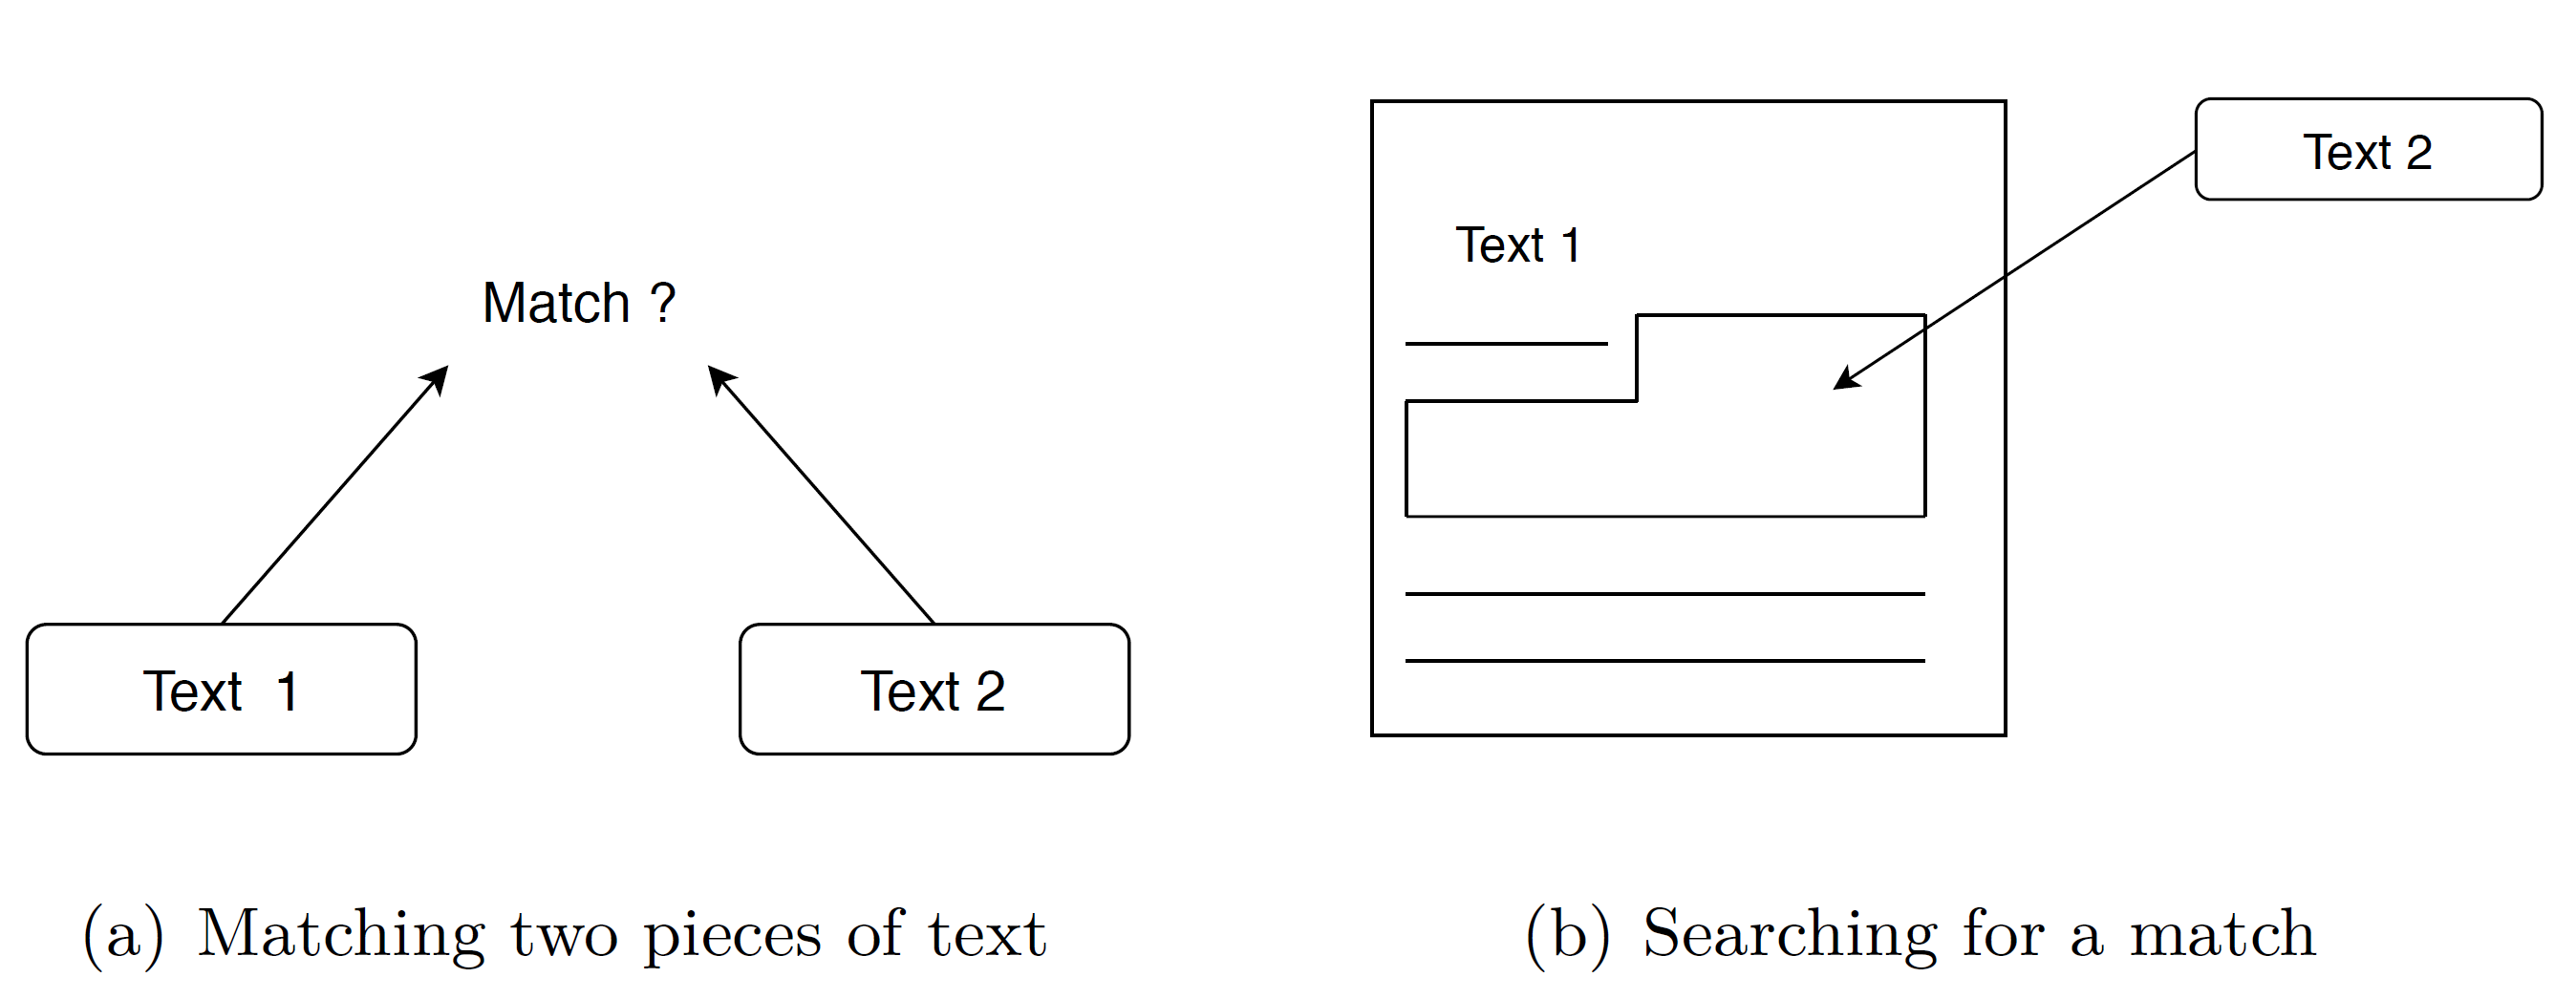 Match ?
Text 1
Text 2
(a) Matching two pieces of text
Text 1
Text 2
(b) Searching for a match